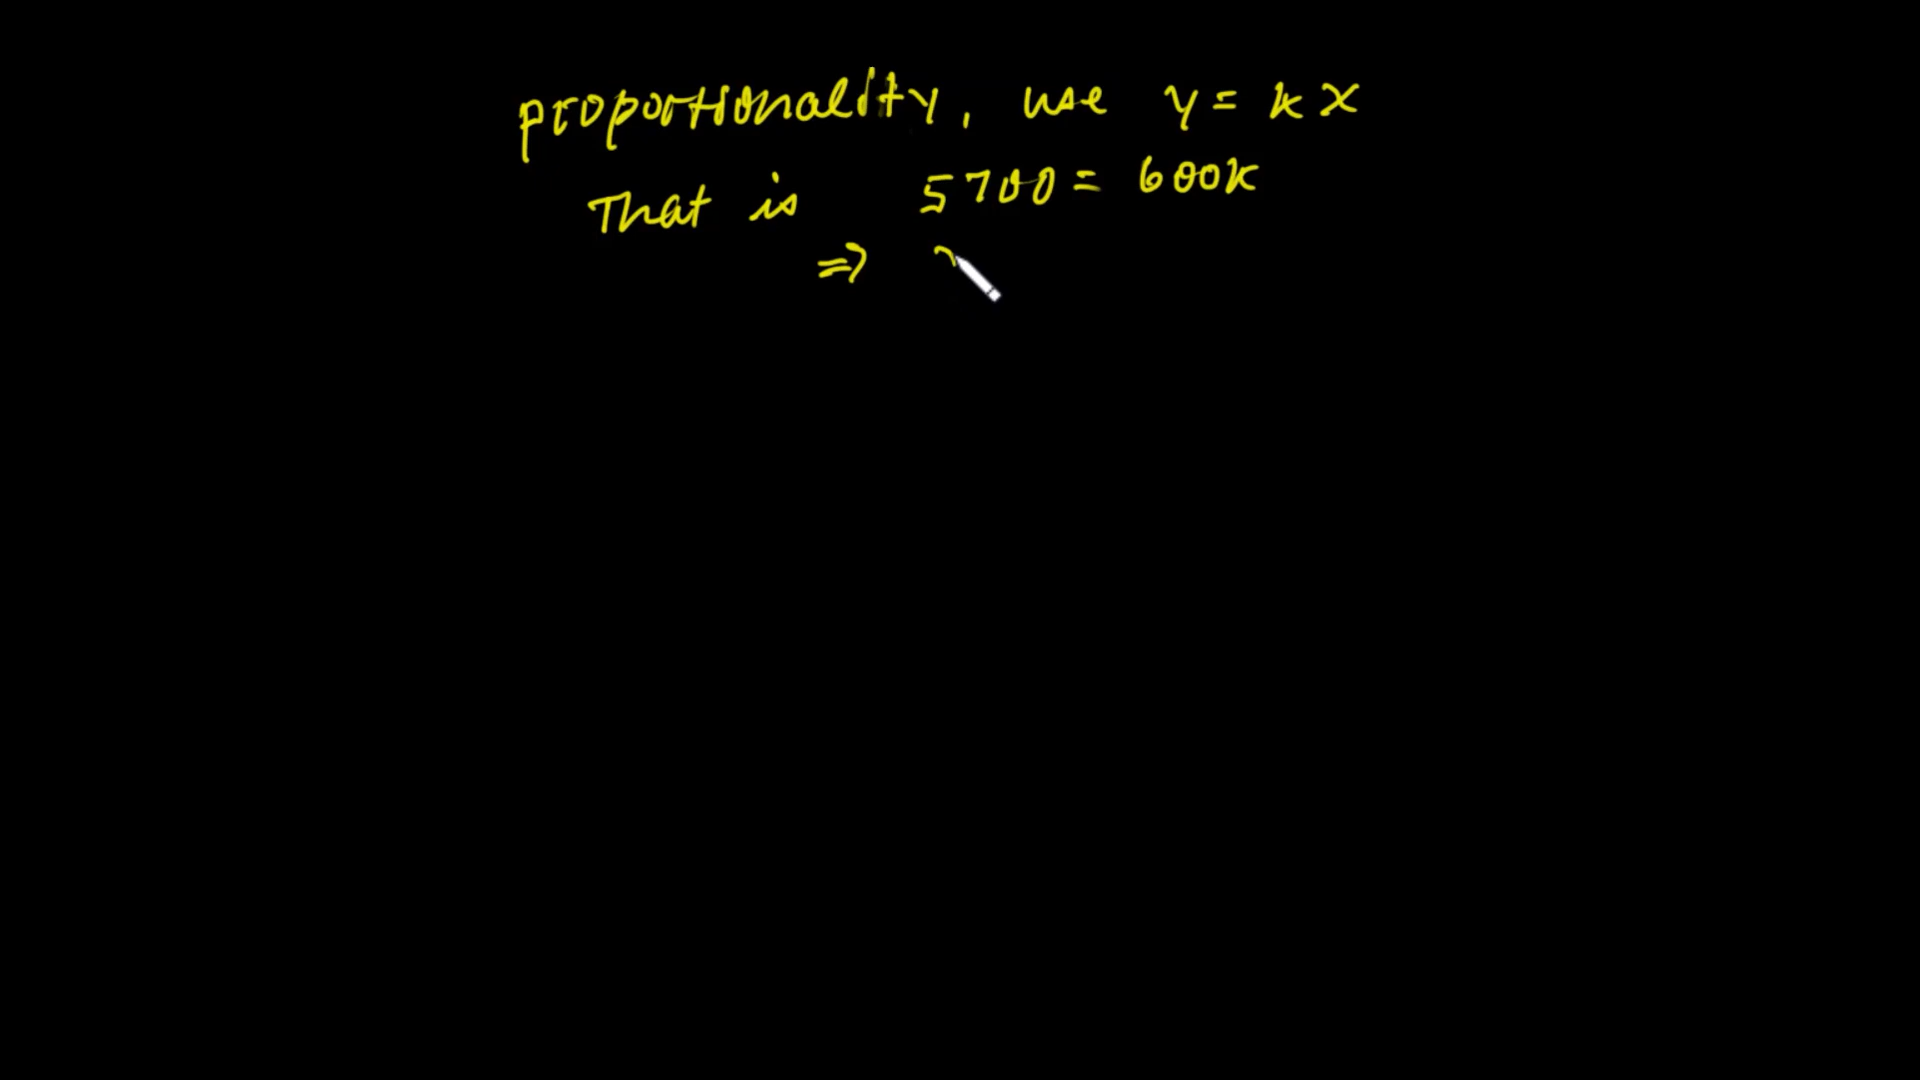 proportionality, use y = kx
That is 5700 = 600k
⇒